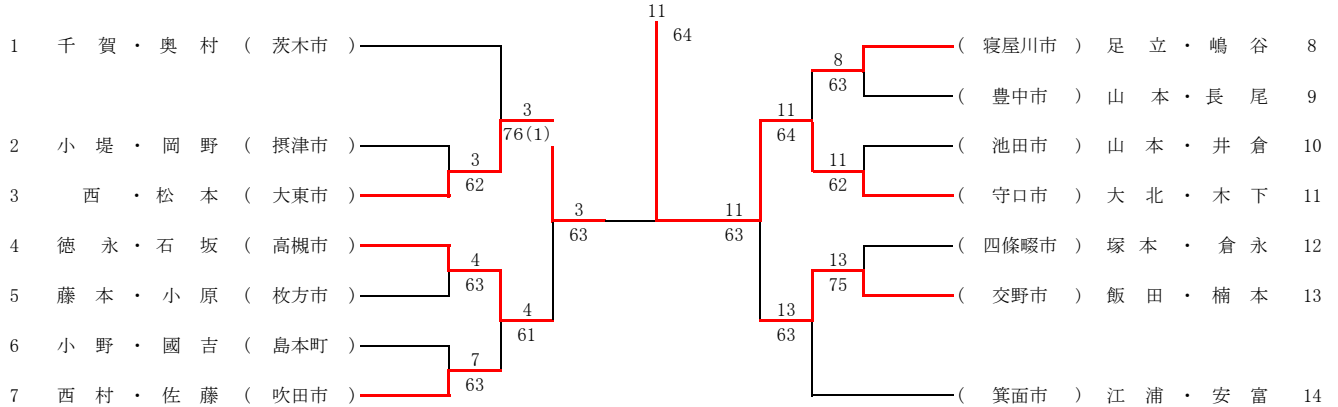 11
64
1 千 賀 ・ 奥 村 ( 茨木市 )
( 寝屋川市 ) 足 立 ・ 嶋 谷 8
8
63
( 豊中市 ) 山 本 ・ 長 尾 9
3
76(1)
11
64
2 小 堤 ・ 岡 野 ( 摂津市 )
( 池田市 ) 山 本 ・ 井 倉 10
3
62
11
62
3 西 ・ 松 本 ( 大東市 )
( 守口市 ) 大 北 ・ 木 下 11
3
63
11
63
4 徳 永 ・ 石 坂 ( 高槻市 )
( 四條畷市 ) 塚 本 ・ 倉 永 12
4
63
13
75
5 藤 本 ・ 小 原 ( 枚方市 )
( 交野市 ) 飯 田 ・ 楠 本 13
4
61
13
63
6 小 野 ・ 國 吉 ( 島本町 )
7
63
7 西 村 ・ 佐 藤 ( 吹田市 )
( 箕面市 ) 江 浦 ・ 安 富 14